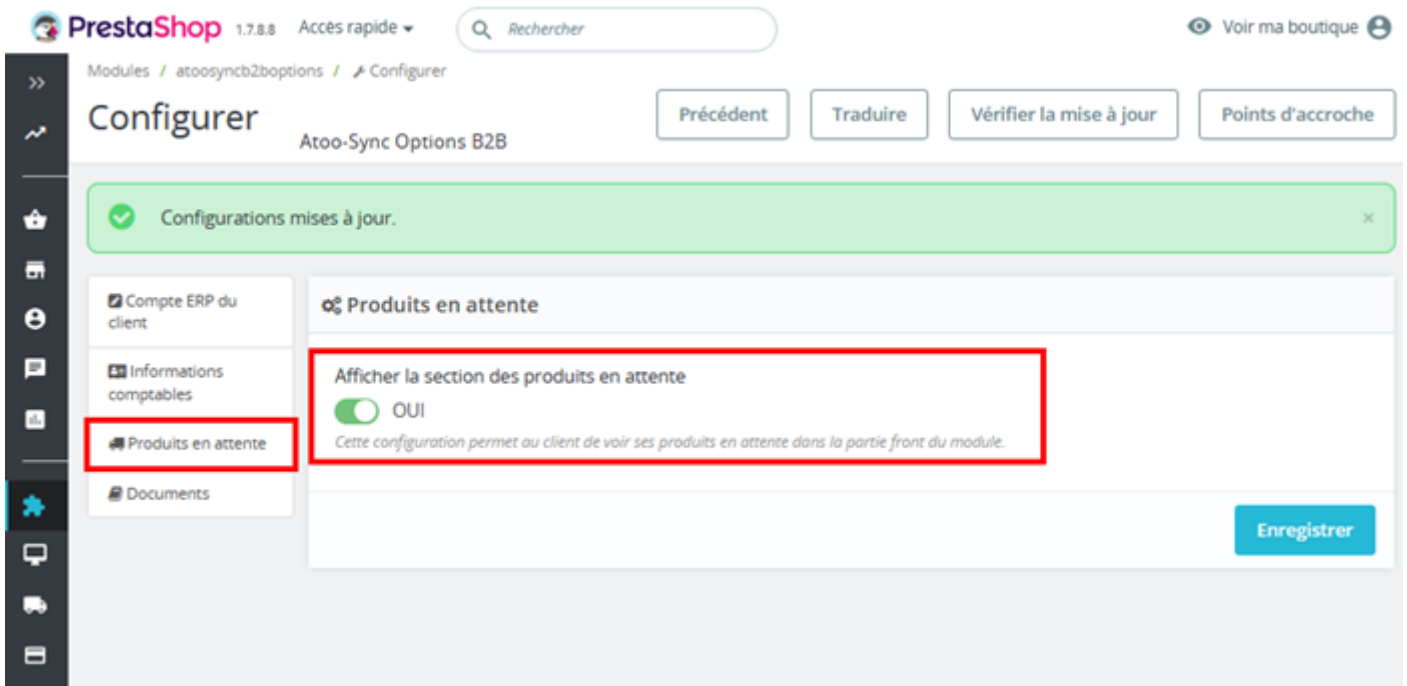 PrestaShop 1.7.8.8 Accès rapide Rechercher Voir ma boutique
Modules / atoosyncb2boptions / Configurer
Configurer
Atoo-Sync Options B2B
Précédent Traduire Vérifier la mise à jour Points d'accroche
Configurations mises à jour.
Compte ERP du
client
Informations
comptables
Produits en attente
Documents
Produits en attente
Afficher la section des produits en attente
OUI
Cette configuration permet au client de voir ses produits en attente dans la partie front du module.
Enregistrer